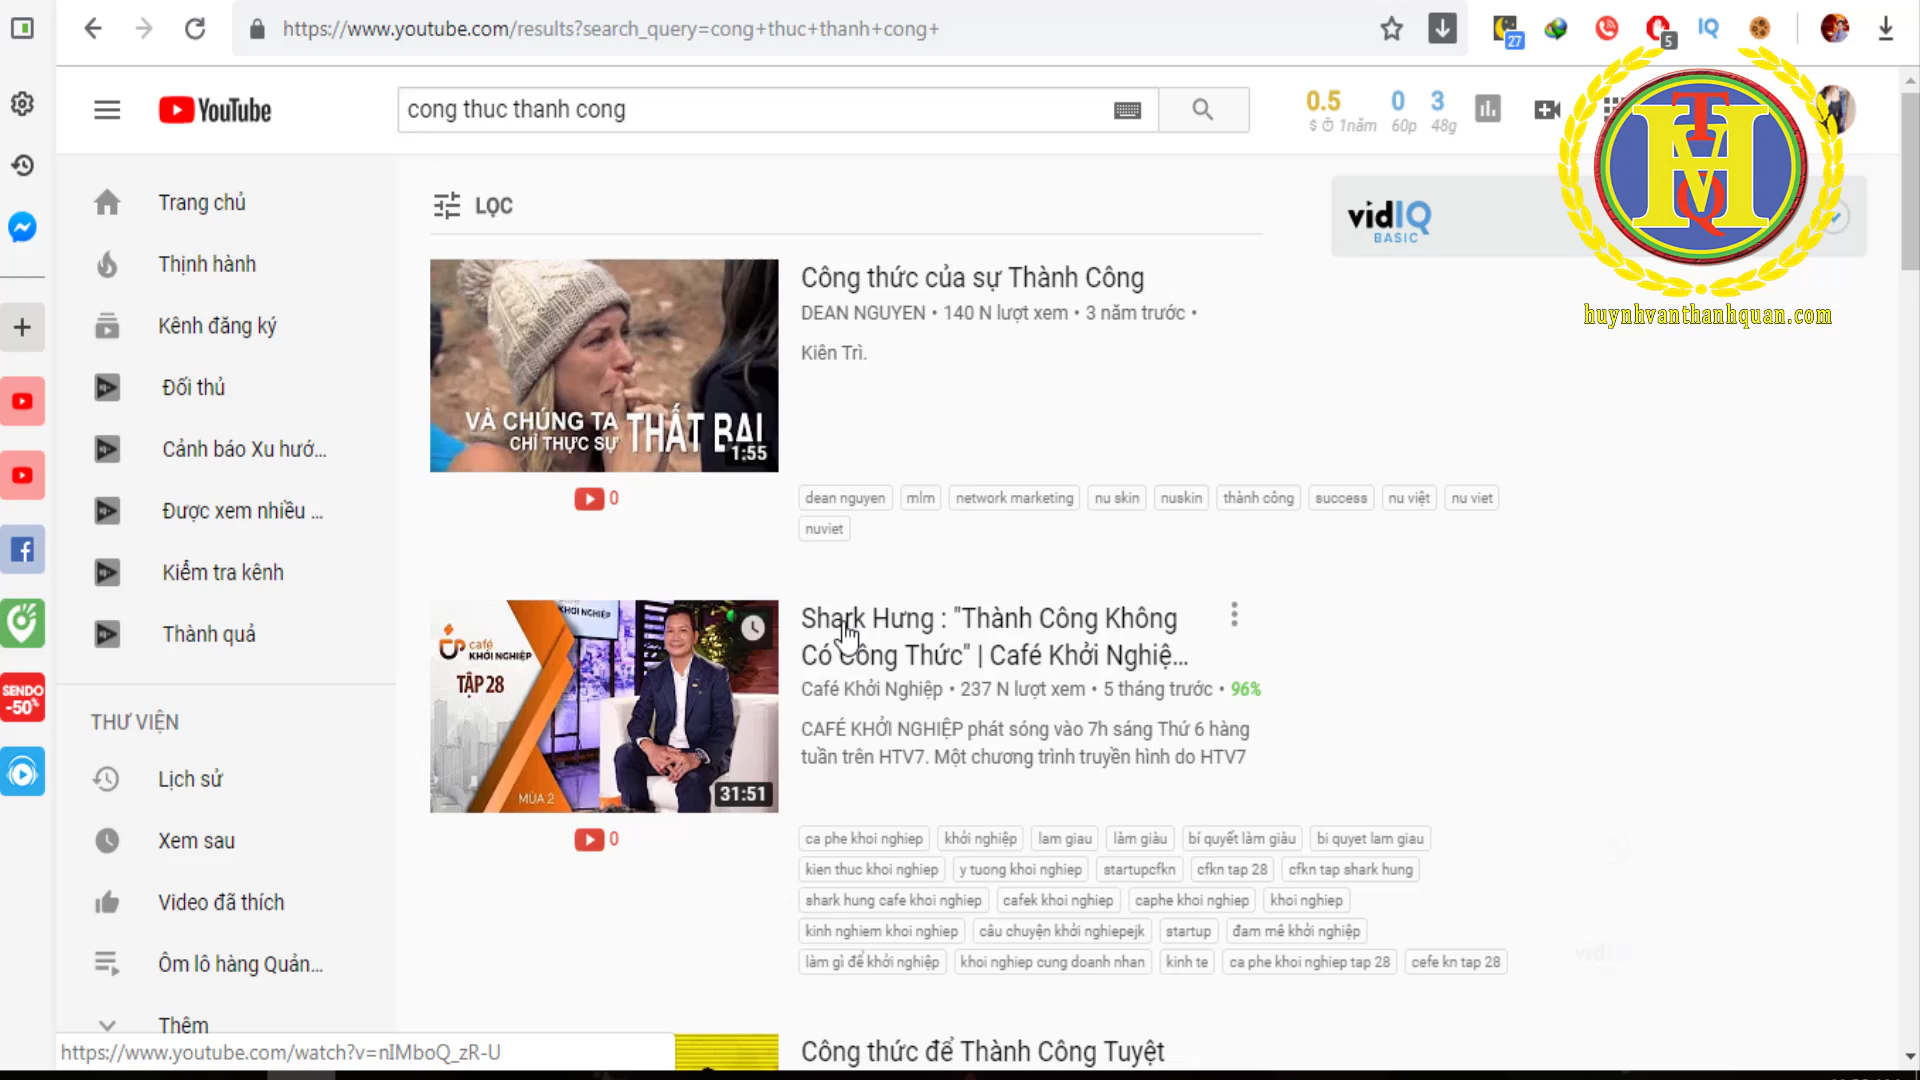 https://www.youtube.com/results?search_query=cong+thuc+thanh+cong+
27
5
IQ
YouTube
cong thuc thanh cong
0.5
$ 1năm
0
60p
3
48g
T
H
V
Q
huynhvanthanhquan.com
Trang chủ
Thịnh hành
Kênh đăng ký
Đối thủ
Cảnh báo Xu hướ...
Được xem nhiều ...
Kiểm tra kênh
Thành quả
THƯ VIỆN
Lịch sử
Xem sau
Video đã thích
Ôm lô hàng Quản...
Thêm
SENDO
-50%
LỌC
vidIQ
BASIC
VÀ CHÚNG TA
CHỈ THỰC SỰ
THẤT BẠI
1:55
0
Công thức của sự Thành Công
DEAN NGUYEN • 140 N lượt xem • 3 năm trước •
Kiên Trì.
dean nguyen mlm network marketing nu skin nuskin thành công success nu việt nu viet
nuviet
KHỞI NGHIỆP
café
KHỞI NGHIỆP
TẬP 28
MÙA 2
31:51
0
Shark Hưng : "Thành Công Không
Có Công Thức" | Café Khởi Nghiệ...
Café Khởi Nghiệp • 237 N lượt xem • 5 tháng trước • 96%
CAFÉ KHỞI NGHIỆP phát sóng vào 7h sáng Thứ 6 hàng
tuần trên HTV7. Một chương trình truyền hình do HTV7
ca phe khoi nghiep khởi nghiệp lam giau làm giàu bí quyết làm giàu bi quyet lam giau
kien thuc khoi nghiep y tuong khoi nghiep startupcfkn cfkn tap 28 cfkn tap shark hung
shark hung cafe khoi nghiep cafek khoi nghiep caphe khoi nghiep khoi nghiep
kinh nghiem khoi nghiep câu chuyện khởi nghiepejk startup đam mê khởi nghiệp
làm gì để khởi nghiệp khoi nghiep cung doanh nhan kinh te ca phe khoi nghiep tap 28 cefe kn tap 28
Công thức để Thành Công Tuyệt
https://www.youtube.com/watch?v=nIMboQ_zR-U